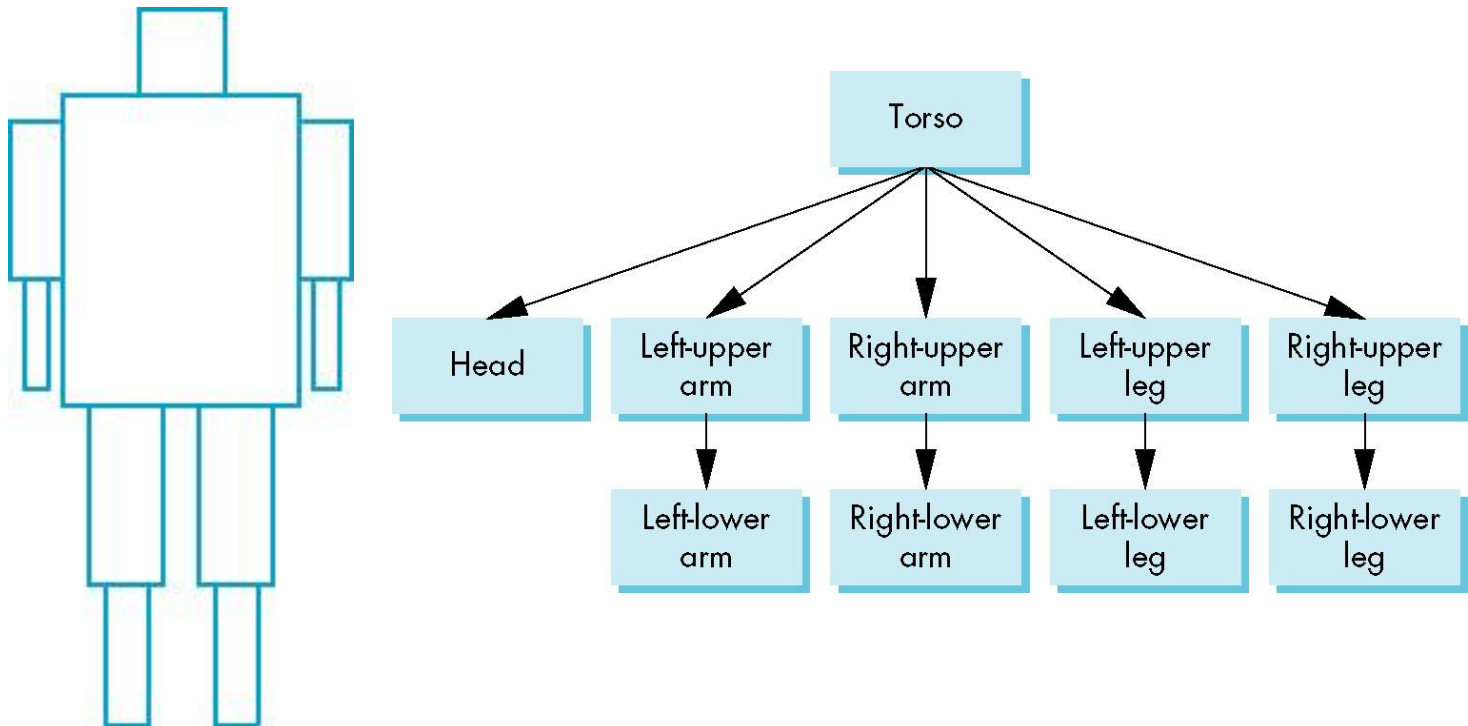 Torso
Head
Left-upper
arm
Right-upper
arm
Left-upper
leg
Right-upper
leg
Left-lower
arm
Right-lower
arm
Left-lower
leg
Right-lower
leg